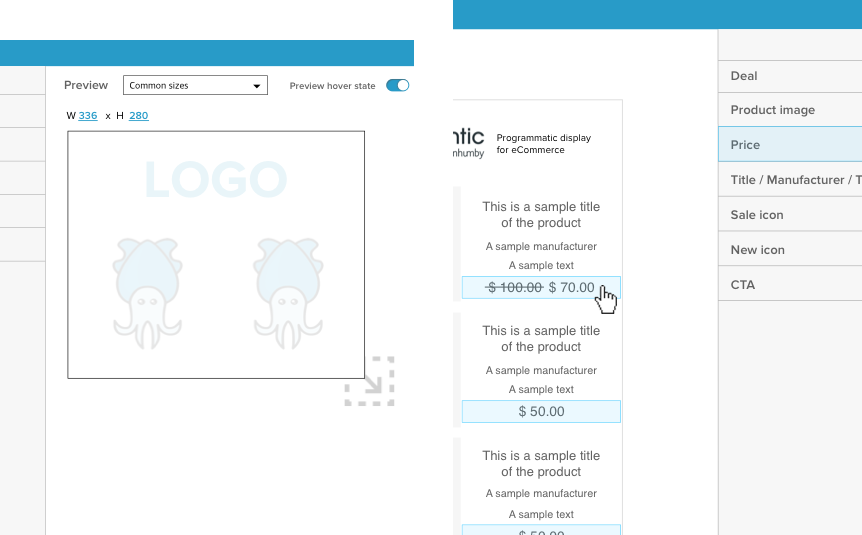 Preview
Common sizes
Preview hover state
W 336 x H 280
LOGO
Programmatic display
for eCommerce
This is a sample title
of the product
A sample manufacturer
A sample text
$ 100.00 $ 70.00
This is a sample title
of the product
A sample manufacturer
A sample text
$ 50.00
This is a sample title
of the product
A sample manufacturer
A sample text
Deal
Product image
Price
Title / Manufacturer / T
Sale icon
New icon
CTA